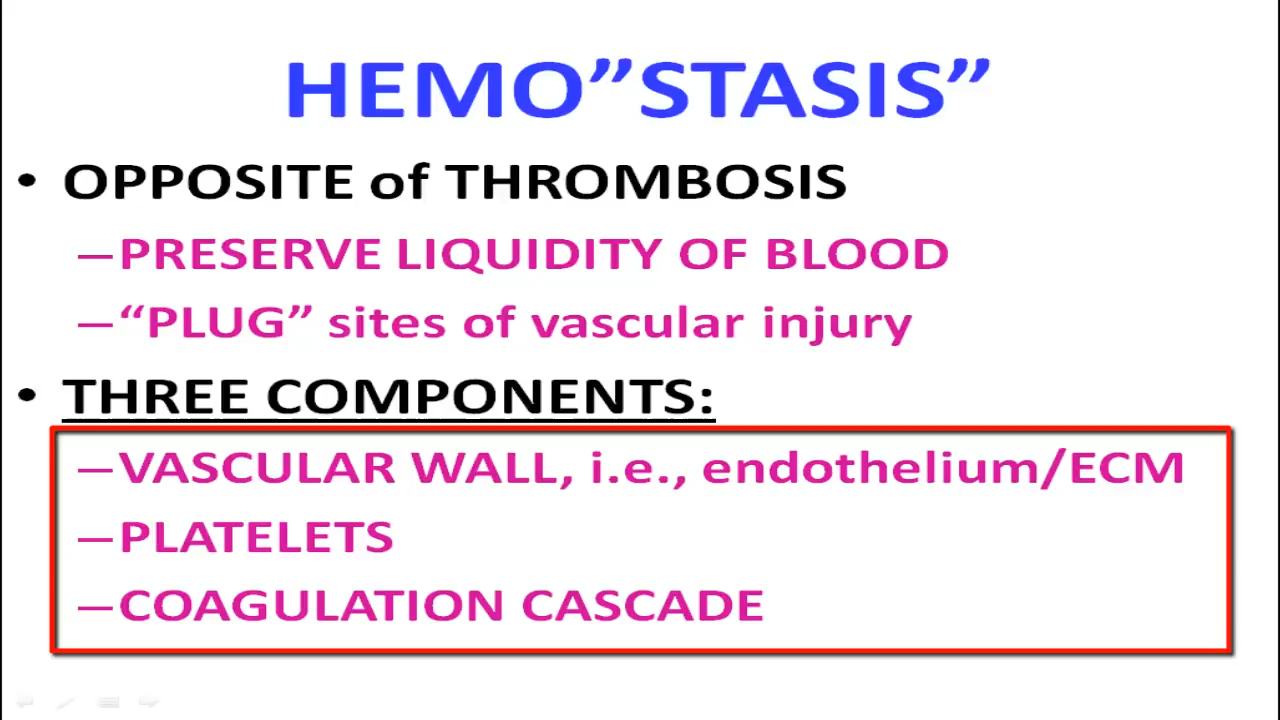 HEMO”STASIS”
• OPPOSITE of THROMBOSIS
–PRESERVE LIQUIDITY OF BLOOD
–“PLUG” sites of vascular injury
• THREE COMPONENTS:
–VASCULAR WALL, i.e., endothelium/ECM
–PLATELETS
–COAGULATION CASCADE